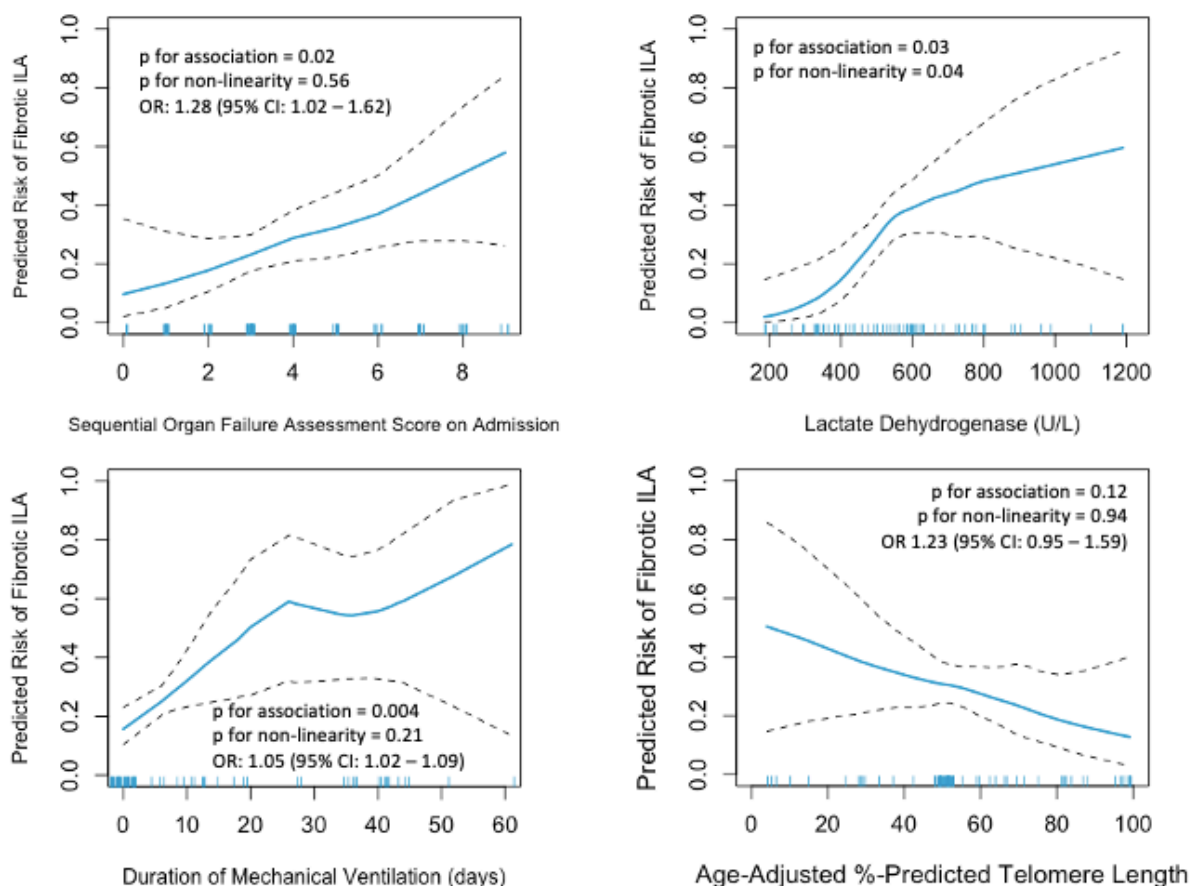 Predicted Risk of Fibrotic ILA
1.0
0.8
0.6
0.4
0.2
0.0
p for association = 0.02
p for non-linearity = 0.56
OR: 1.28 (95% CI: 1.02 – 1.62)
0 2 4 6 8
Sequential Organ Failure Assessment Score on Admission
Predicted Risk of Fibrotic ILA
1.0
0.8
0.6
0.4
0.2
0.0
p for association = 0.03
p for non-linearity = 0.04
200 400 600 800 1000 1200
Lactate Dehydrogenase (U/L)
Predicted Risk of Fibrotic ILA
1.0
0.8
0.6
0.4
0.2
0.0
p for association = 0.004
p for non-linearity = 0.21
OR: 1.05 (95% CI: 1.02 – 1.09)
0 10 20 30 40 50 60
Duration of Mechanical Ventilation (days)
Predicted Risk of Fibrotic ILA
1.0
0.8
0.6
0.4
0.2
0.0
p for association = 0.12
p for non-linearity = 0.94
OR 1.23 (95% CI: 0.95 – 1.59)
0 20 40 60 80 100
Age-Adjusted %-Predicted Telomere Length